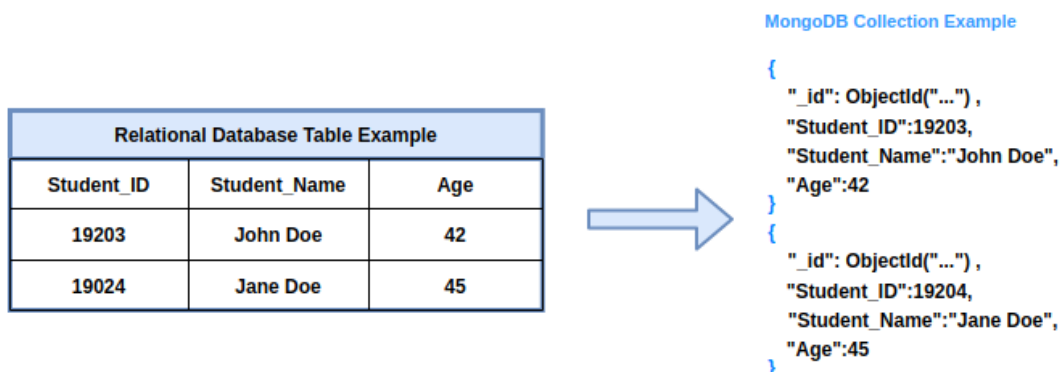 Relational Database Table Example
Student_ID Student_Name Age
19203 John Doe 42
19024 Jane Doe 45
MongoDB Collection Example
{
"_id": ObjectId("...") ,
"Student_ID":19203,
"Student_Name":"John Doe",
"Age":42
}
{
"_id": ObjectId("...") ,
"Student_ID":19204,
"Student_Name":"Jane Doe",
"Age":45
}